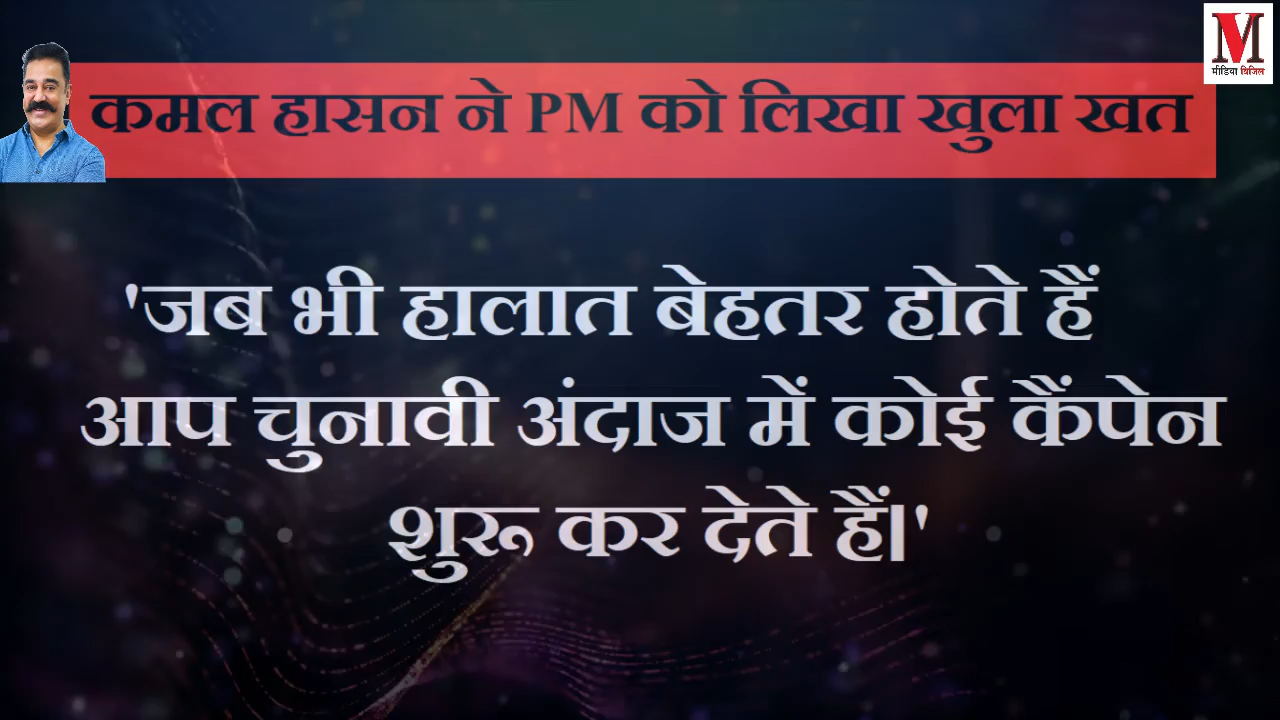 M
मीडिया विजिल
कमल हासन ने PM को लिखा खुला खत
'जब भी हालात बेहतर होते हैं
आप चुनावी अंदाज में कोई कैंपेन
शुरू कर देते हैं।'